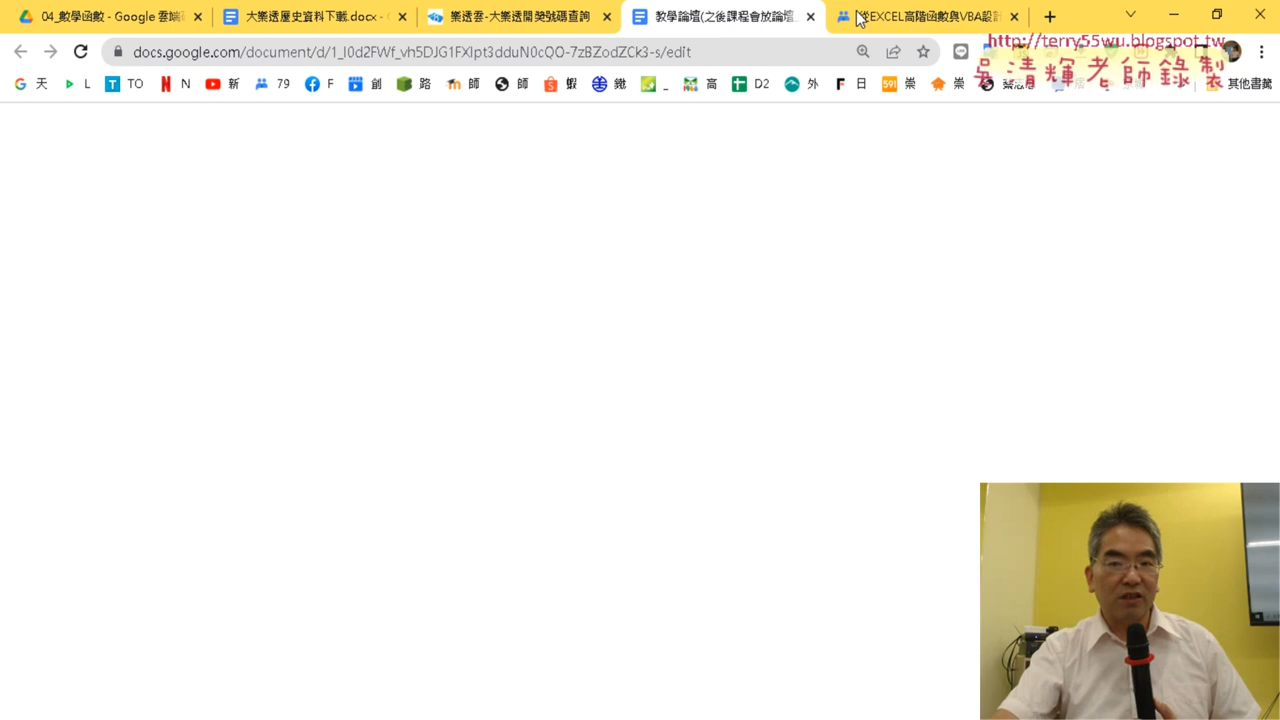 04_數學函數 - Google 雲端
大樂透歷史資料下載.docx -
樂透雲-大樂透開獎號碼查詢
教學論壇(之後課程會放論壇
從EXCEL高階函數與VBA設計
docs.google.com/document/d/1_l0d2FWf_vh5DJG1FXlpt3dduN0cQO-7zBZodZCk3-s/edit
http://terry55wu.blogspot.tw
吳清輝老師錄製
天 L TO N 新 79 F 創 路 師 師 蝦 鐵 _ 高 D2 外 日 崇 崇 其他書籤